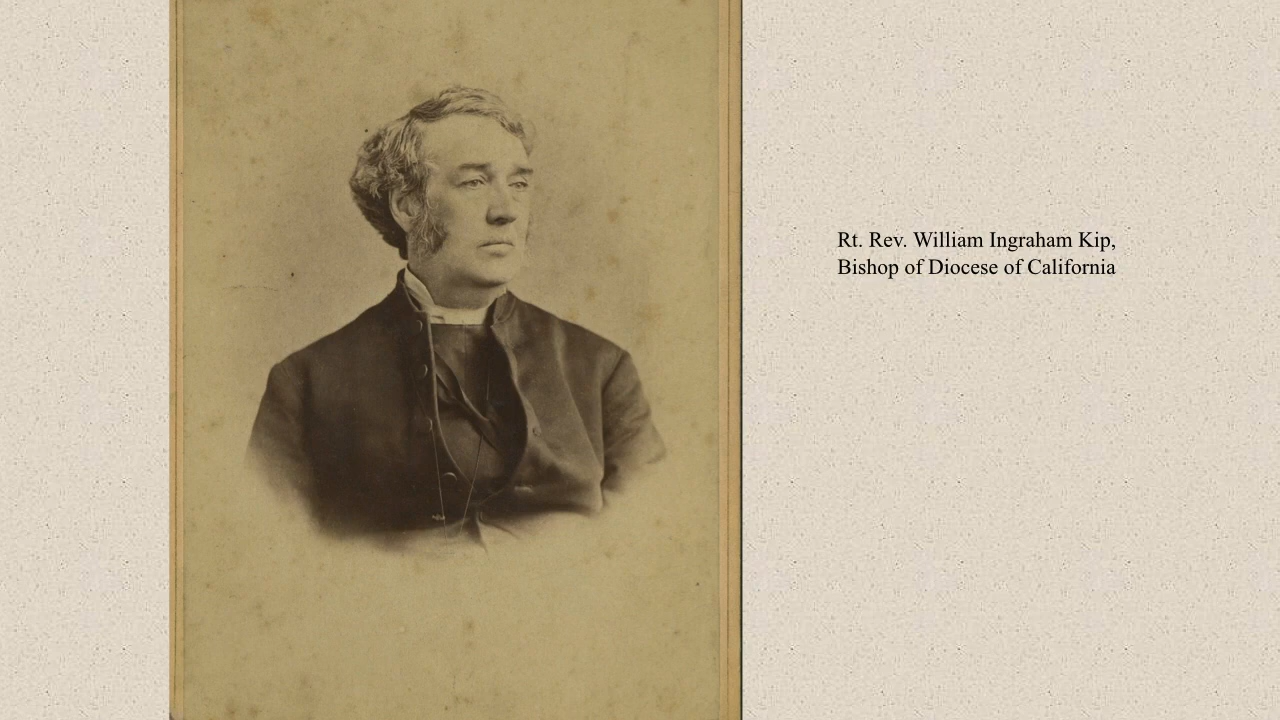 Rt. Rev. William Ingraham Kip,
Bishop of Diocese of California